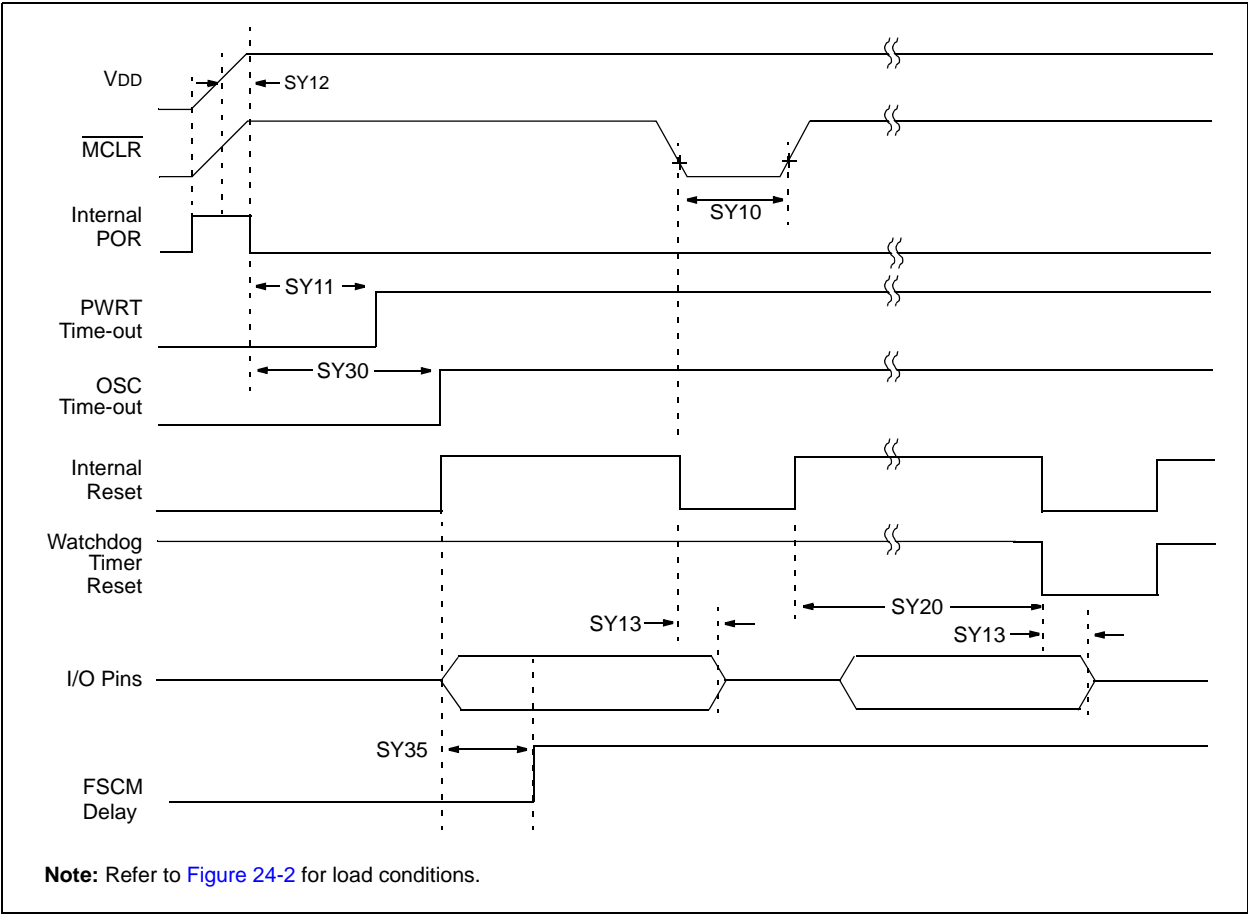 VDD
SY12
MCLR
SY10
Internal
POR
SY11
PWRT
Time-out
SY30
OSC
Time-out
Internal
Reset
Watchdog
Timer
Reset
SY20
SY13
SY13
I/O Pins
SY35
FSCM
Delay
Note: Refer to Figure 24-2 for load conditions.